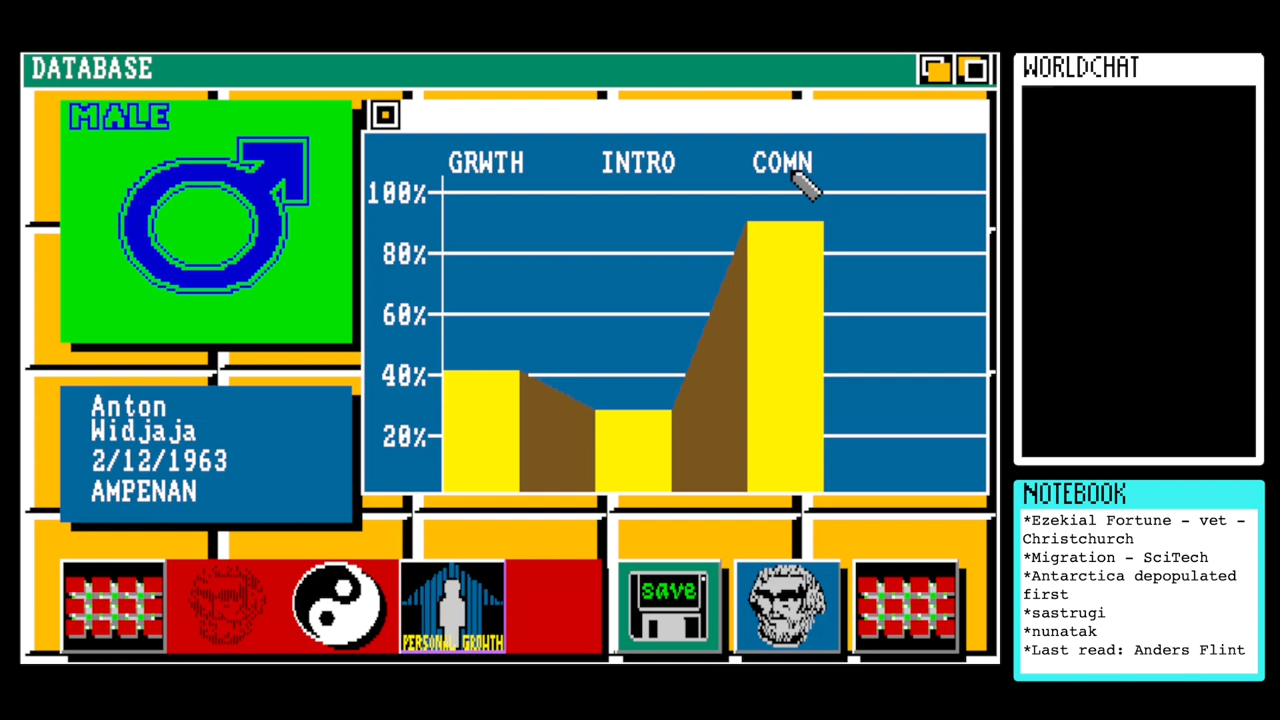 DATABASE
MALE
GRWTH INTRO COMN
100%
80%
60%
40%
20%
Anton
Widjaja
2/12/1963
AMPENAN
PERSONAL GROWTH
save
WORLDCHAT
NOTEBOOK
*Ezekial Fortune - vet -
Christchurch
*Migration - SciTech
*Antarctica depopulated
first
*sastrugi
*nunatak
*Last read: Anders Flint